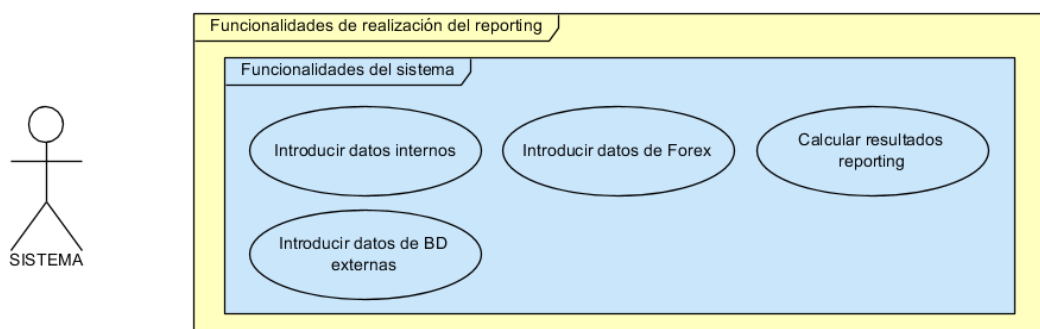 Funcionalidades de realización del reporting
Funcionalidades del sistema
Introducir datos internos
Introducir datos de Forex
Calcular resultados
reporting
Introducir datos de BD
externas
SISTEMA